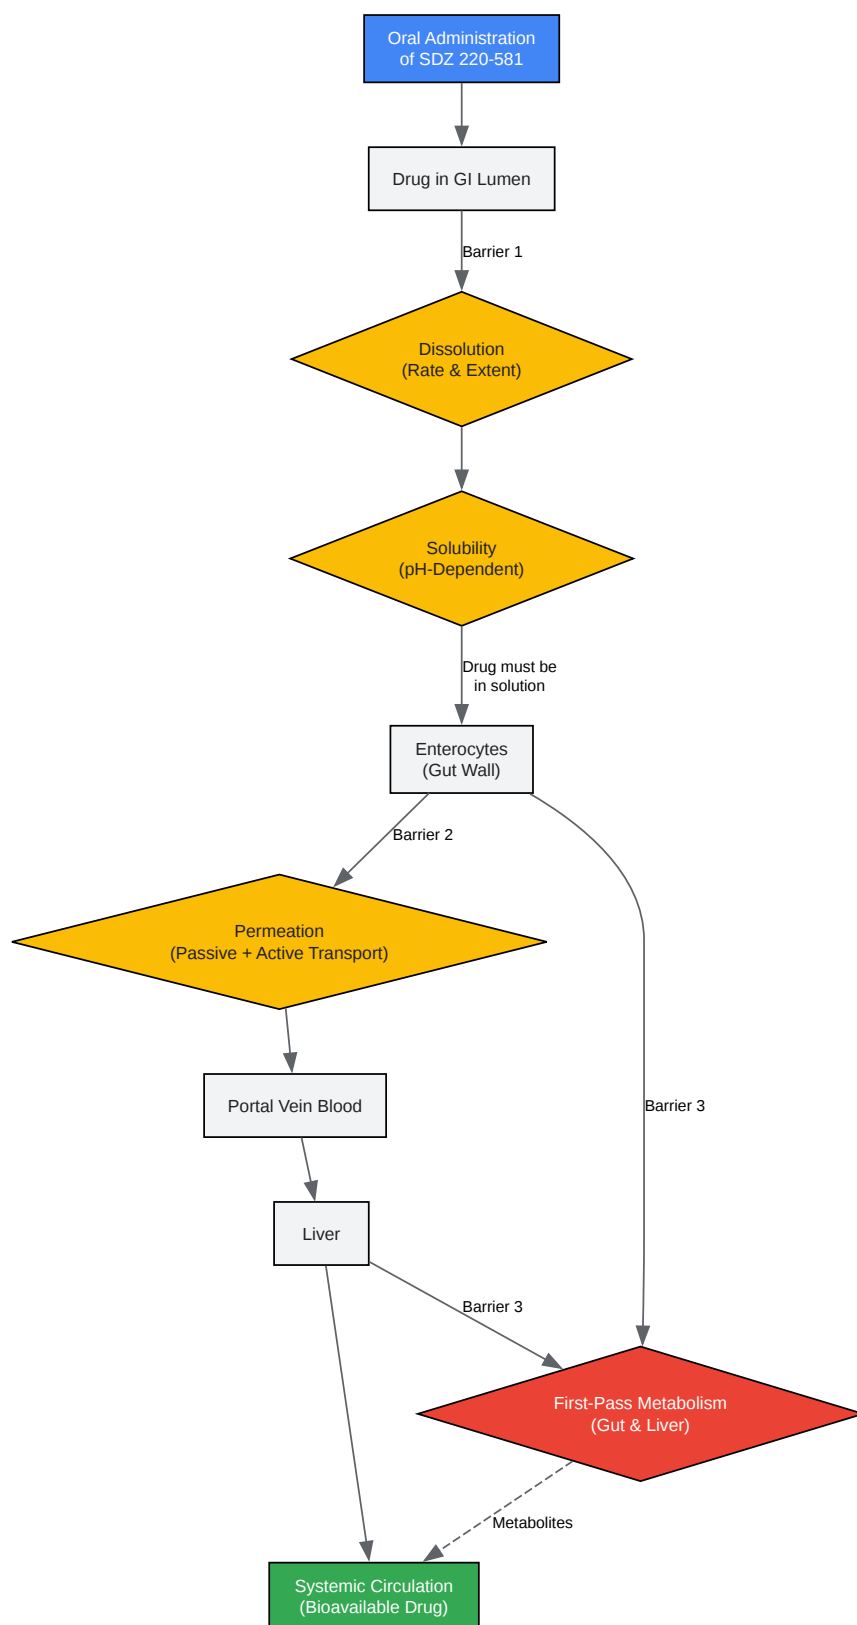 Oral Administration
of SDZ 220-581
Drug in GI Lumen
Barrier 1
Dissolution
(Rate & Extent)
Solubility
(pH-Dependent)
Drug must be
in solution
Enterocytes
(Gut Wall)
Barrier 2
Permeation
(Passive + Active Transport)
Portal Vein Blood
Barrier 3
Liver
Barrier 3
First-Pass Metabolism
(Gut & Liver)
Metabolites
Systemic Circulation
(Bioavailable Drug)